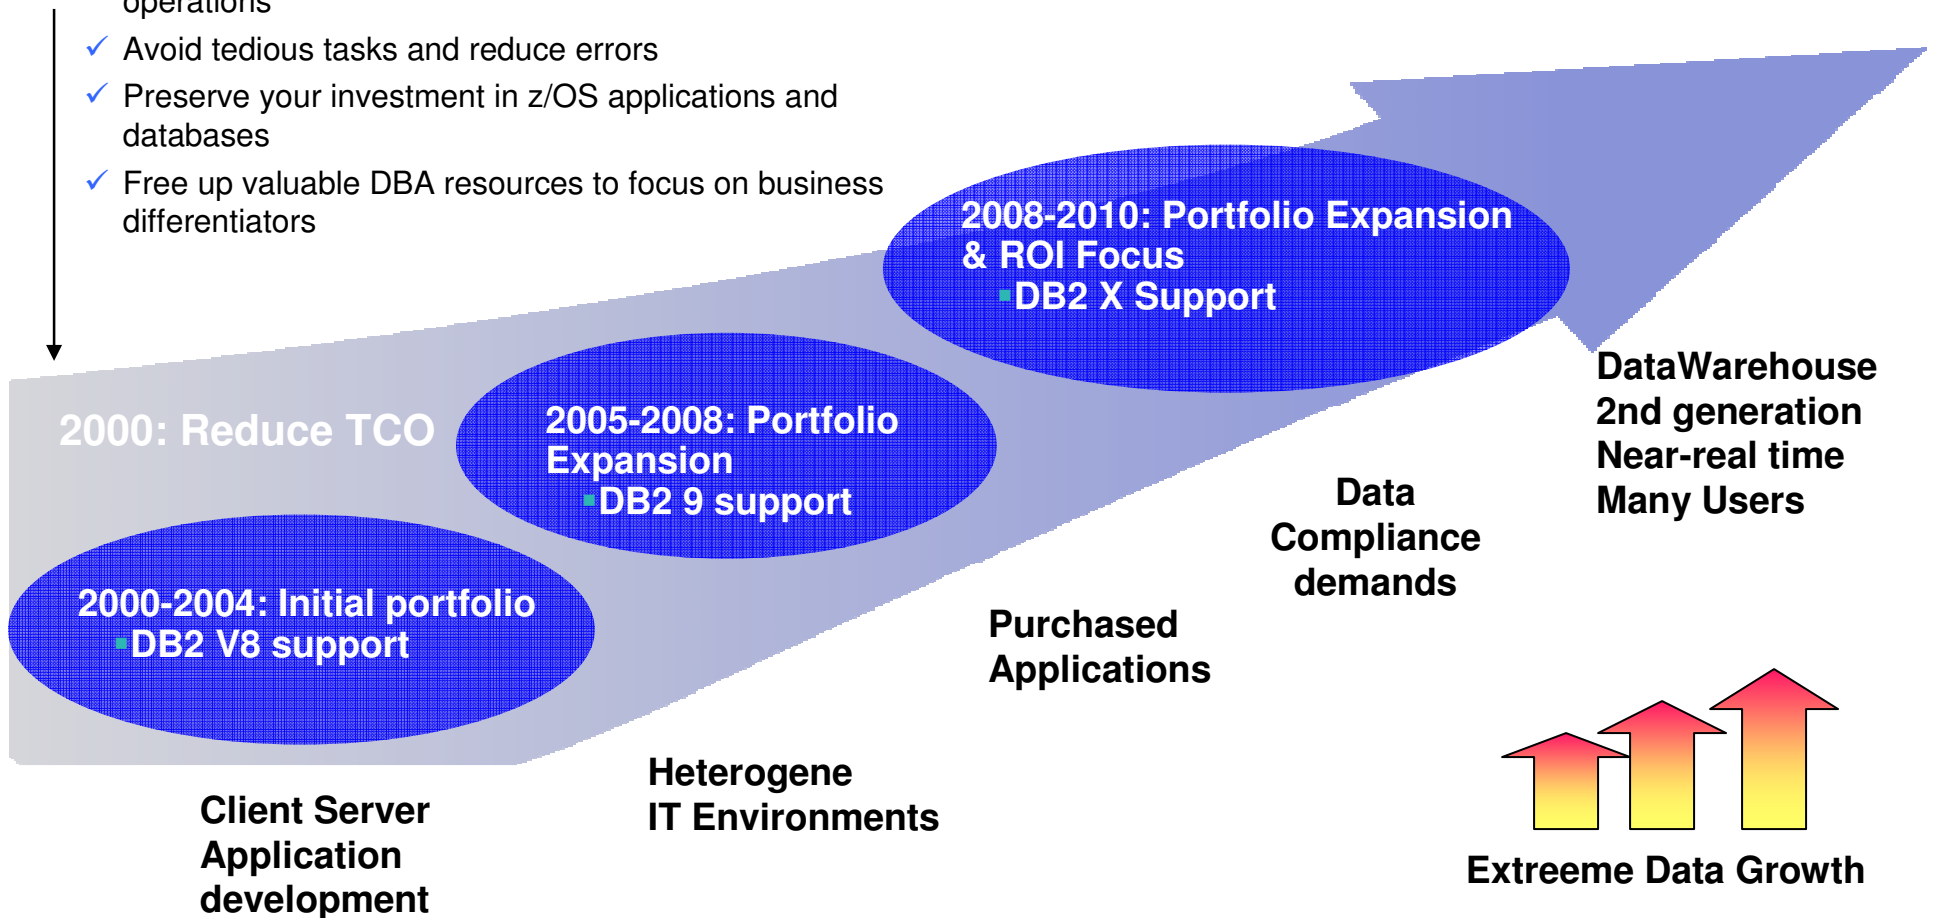 operations
✓ Avoid tedious tasks and reduce errors
✓ Preserve your investment in z/OS applications and
databases
✓ Free up valuable DBA resources to focus on business
differentiators
2008-2010: Portfolio Expansion
& ROI Focus
▪DB2 X Support
2000: Reduce TCO
2005-2008: Portfolio
Expansion
▪DB2 9 support
2000-2004: Initial portfolio
▪DB2 V8 support
DataWarehouse
2nd generation
Near-real time
Many Users
Data
Compliance
demands
Purchased
Applications
Heterogene
IT Environments
Client Server
Application
development
Extreeme Data Growth